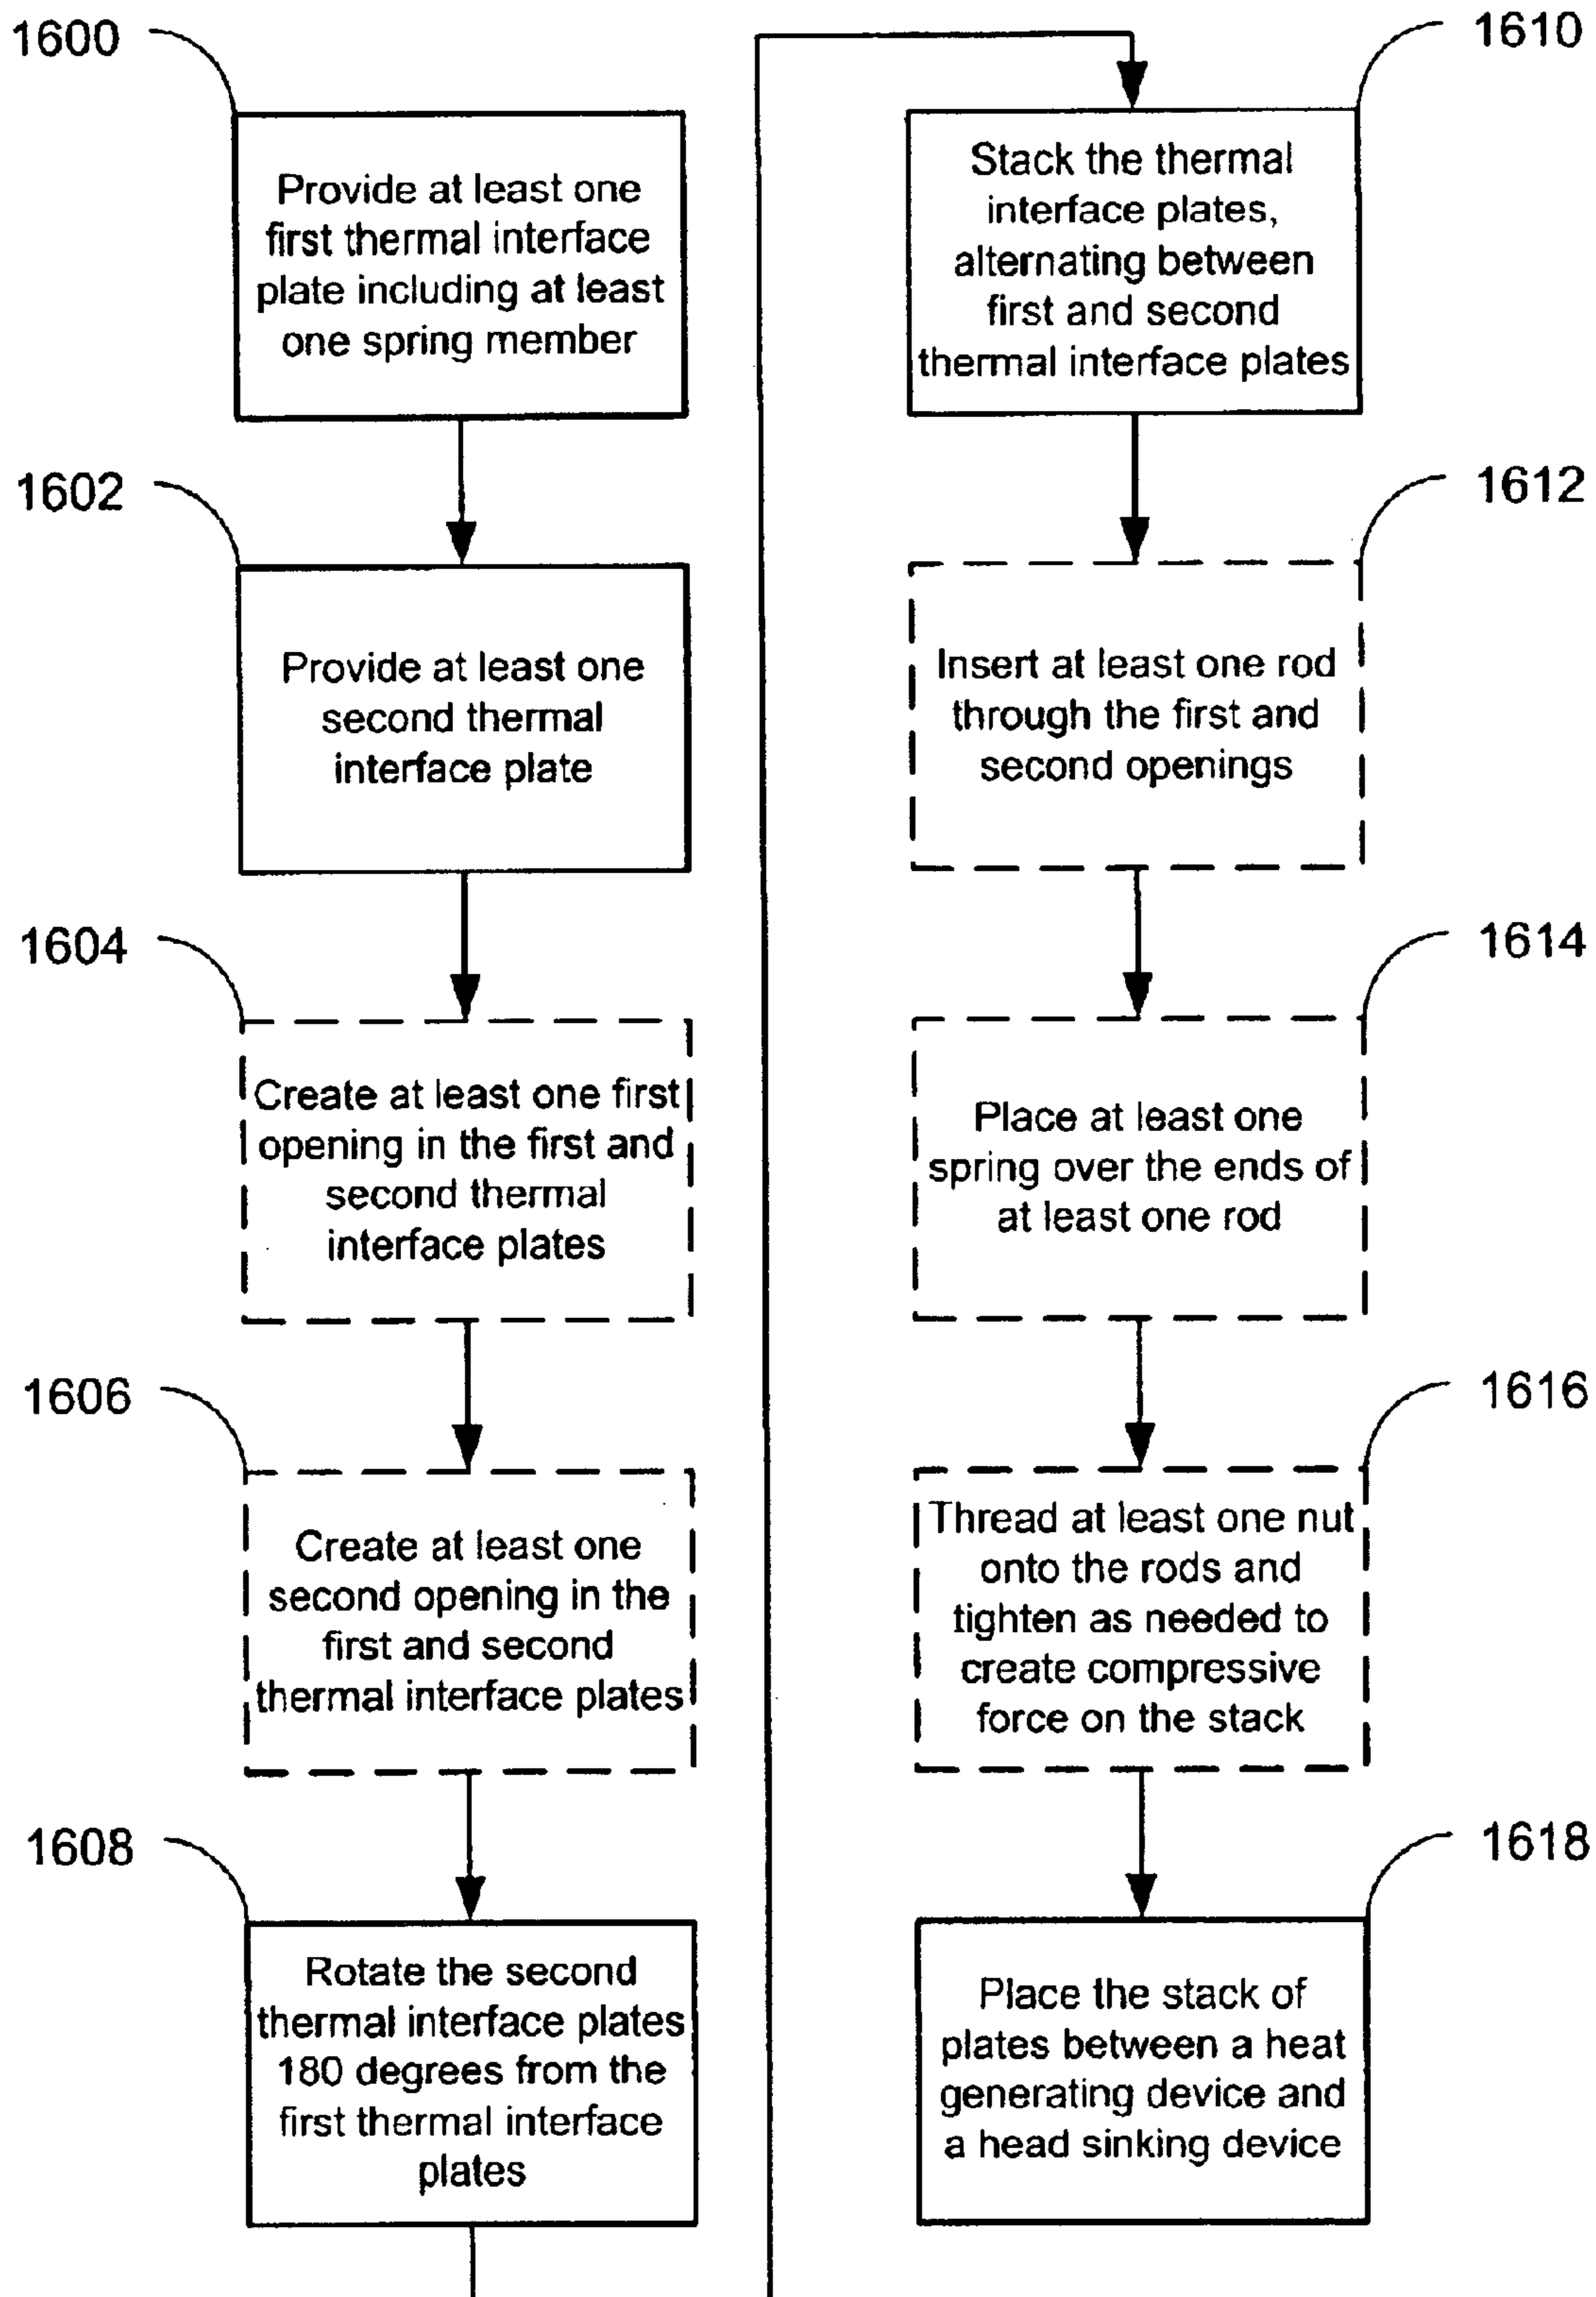 1600
Provide at least one
first thermal interface
plate including at least
one spring member
1602
Provide at least one
second thermal
interface plate
1604
Create at least one first
opening in the first and
second thermal
interface plates
1606
Create at least one
second opening in the
first and second
thermal interface plates
1608
Rotate the second
thermal interface plates
180 degrees from the
first thermal interface
plates
1610
Stack the thermal
interface plates,
alternating between
first and second
thermal interface plates
1612
Insert at least one rod
through the first and
second openings
1614
Place at least one
spring over the ends of
at least one rod
1616
Thread at least one nut
onto the rods and
tighten as needed to
create compressive
force on the stack
1618
Place the stack of
plates between a heat
generating device and
a head sinking device